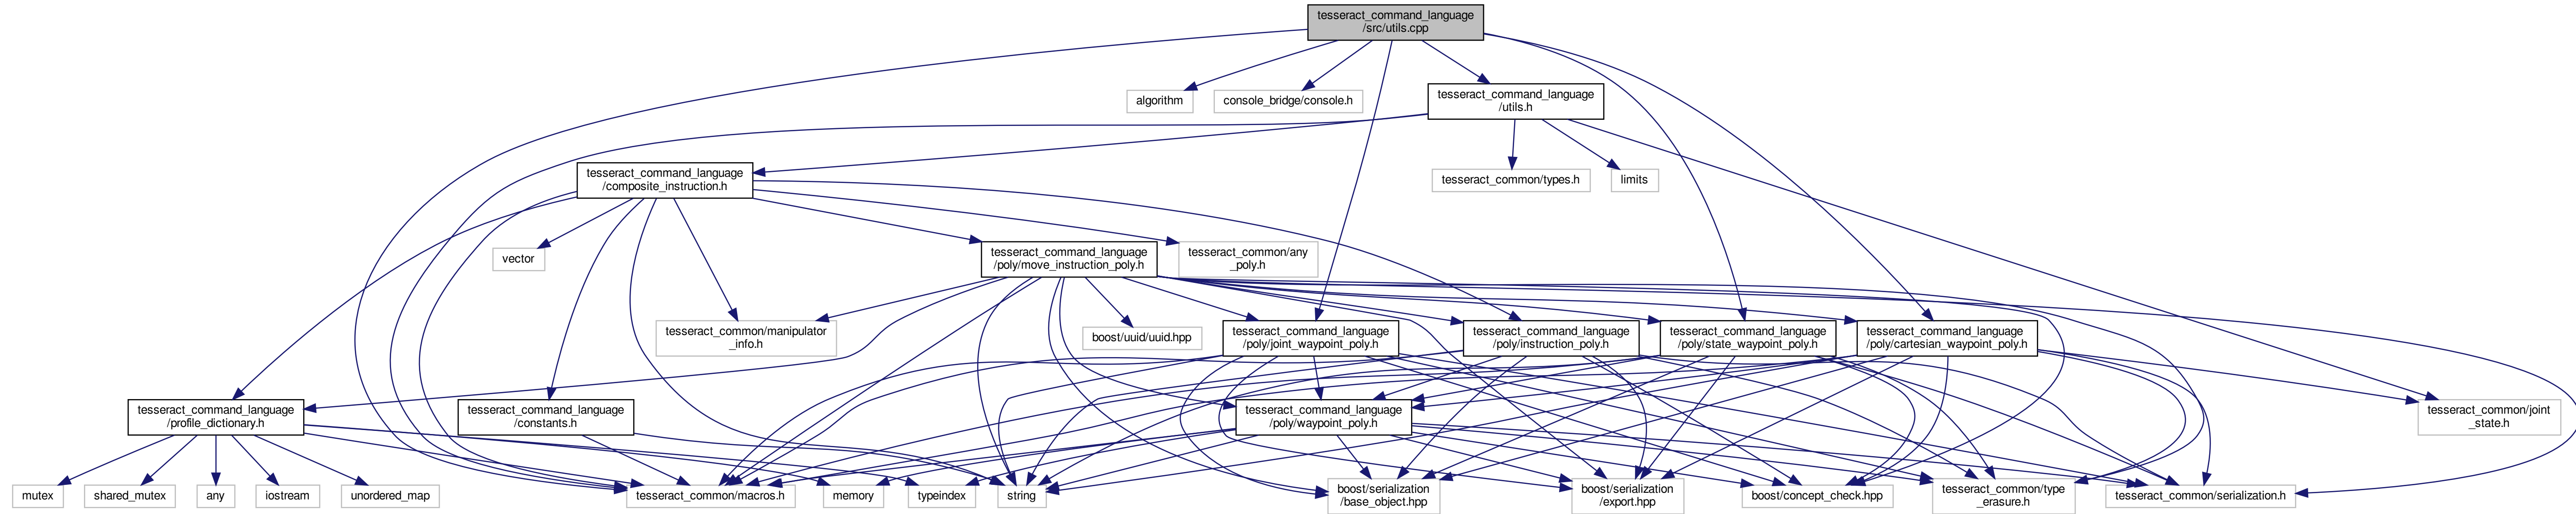 tesseract_command_language
/src/utils.cpp
algorithm
console_bridge/console.h
tesseract_command_language
/utils.h
tesseract_command_language
/composite_instruction.h
tesseract_common/types.h
limits
vector
tesseract_command_language
/poly/move_instruction_poly.h
tesseract_common/any
_poly.h
tesseract_common/manipulator
_info.h
boost/uuid/uuid.hpp
tesseract_command_language
/poly/joint_waypoint_poly.h
tesseract_command_language
/poly/instruction_poly.h
tesseract_command_language
/poly/state_waypoint_poly.h
tesseract_command_language
/poly/cartesian_waypoint_poly.h
tesseract_command_language
/profile_dictionary.h
tesseract_command_language
/constants.h
tesseract_command_language
/poly/waypoint_poly.h
tesseract_common/joint
_state.h
mutex
shared_mutex
any
iostream
unordered_map
tesseract_common/macros.h
memory
typeindex
string
boost/serialization
/base_object.hpp
boost/serialization
/export.hpp
boost/concept_check.hpp
tesseract_common/type
_erasure.h
tesseract_common/serialization.h